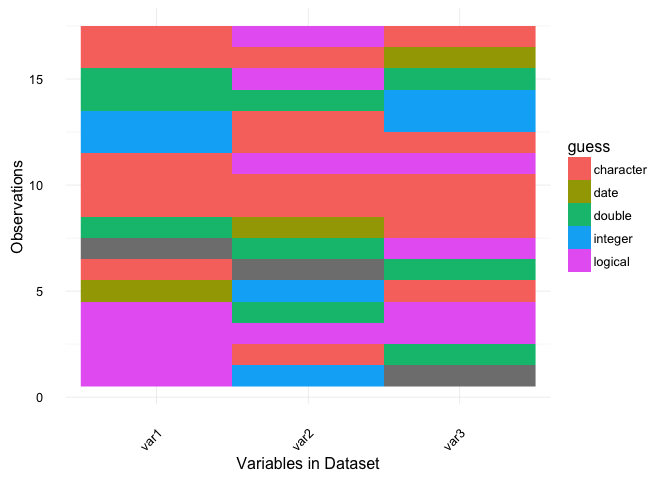 15
10
5
0
Observations
var1
var2
var3
Variables in Dataset
guess
character
date
double
integer
logical